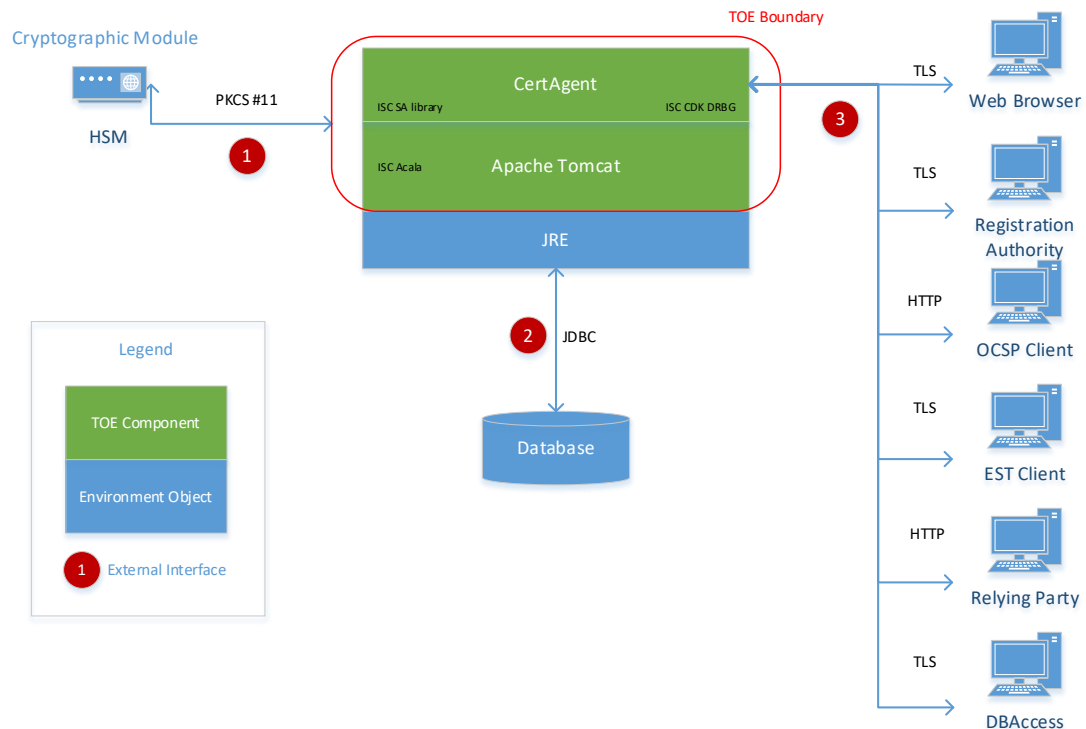 TOE Boundary
Cryptographic Module
HSM
PKCS #11
1
CertAgent
ISC SA library
ISC CDK DRBG
ISC Acala
Apache Tomcat
JRE
2
JDBC
Database
3
TLS
Web Browser
TLS
Registration
Authority
HTTP
OCSP Client
TLS
EST Client
HTTP
Relying Party
TLS
DBAccess
Legend
TOE Component
Environment Object
1
External Interface